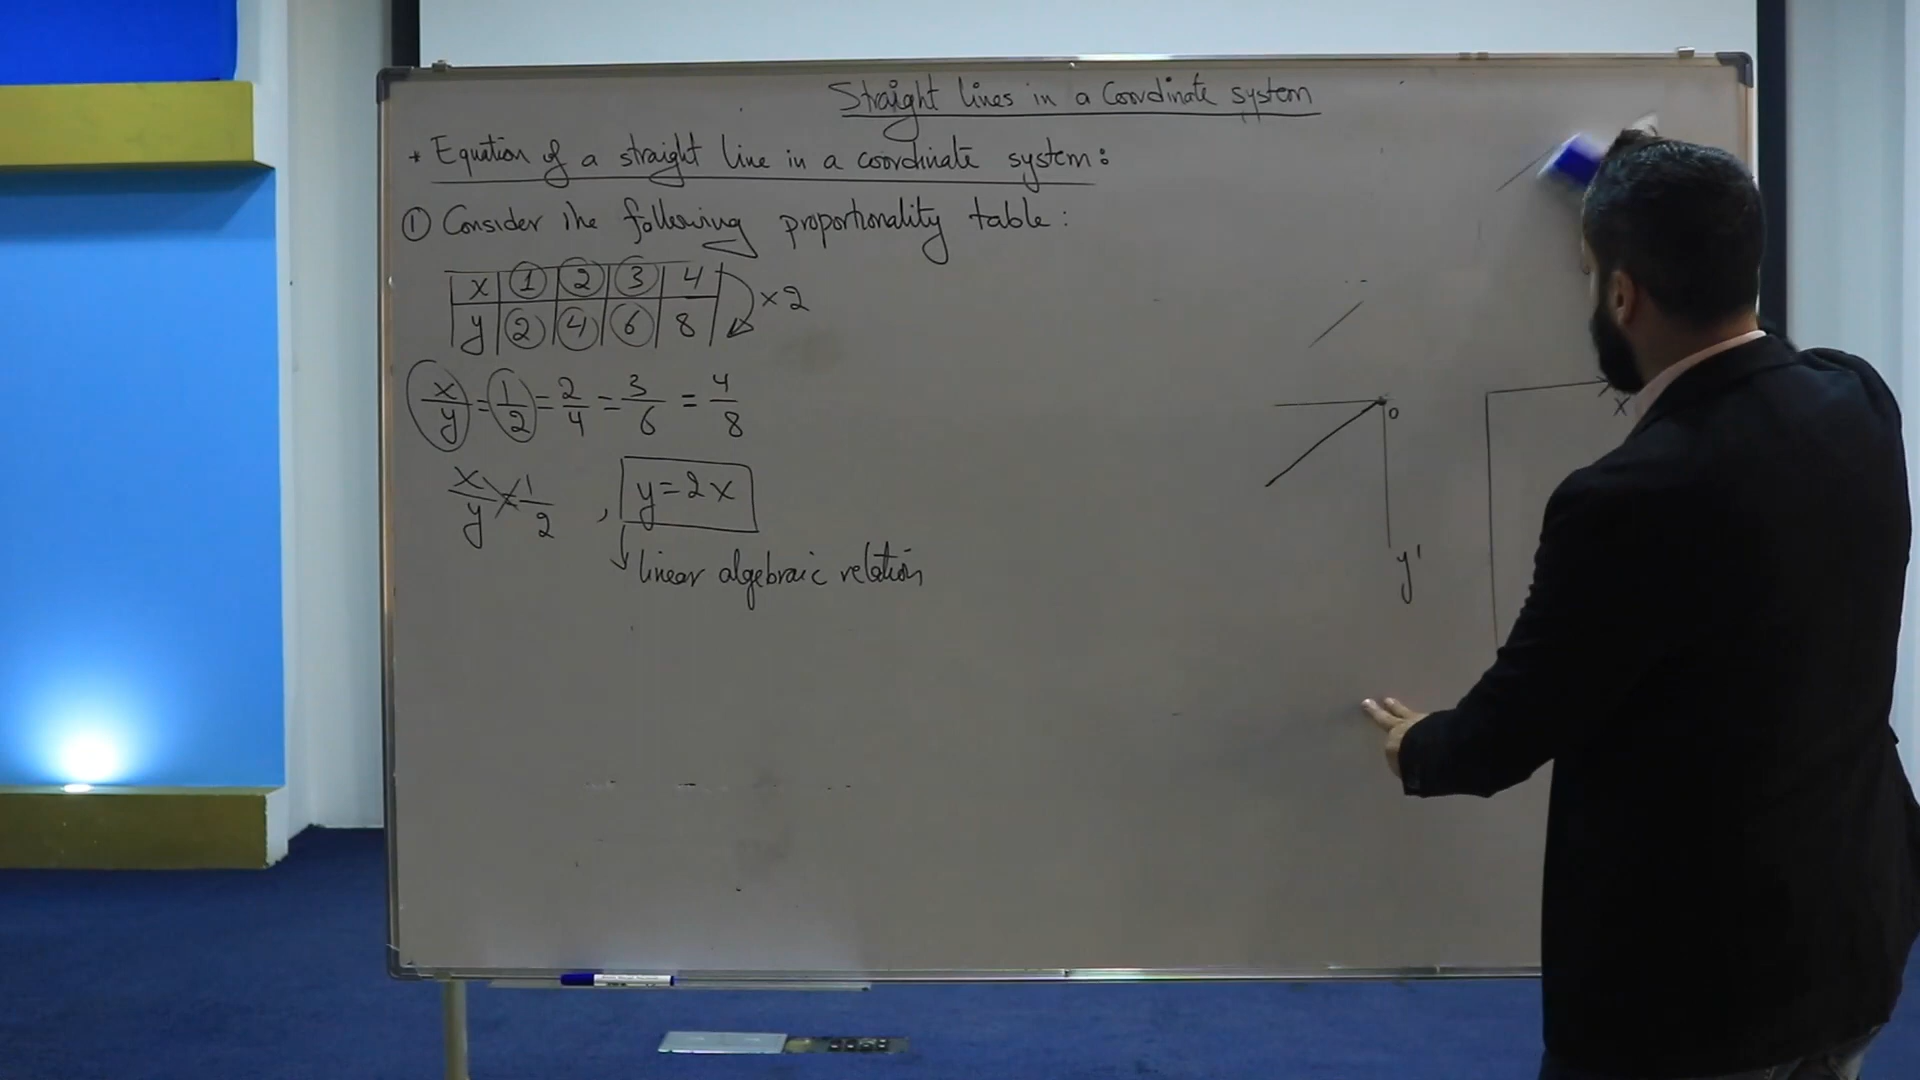 Straight lines in a Coordinate system
* Equation of a straight line in a coordinate system:
① Consider the following proportionality table:
x 1 2 3 4
y 2 4 6 8
×2
x/y = 1/2 = 2/4 = 3/6 = 4/8
x/y 1/2 , y=2x
linear algebraic relation
o
x
y'